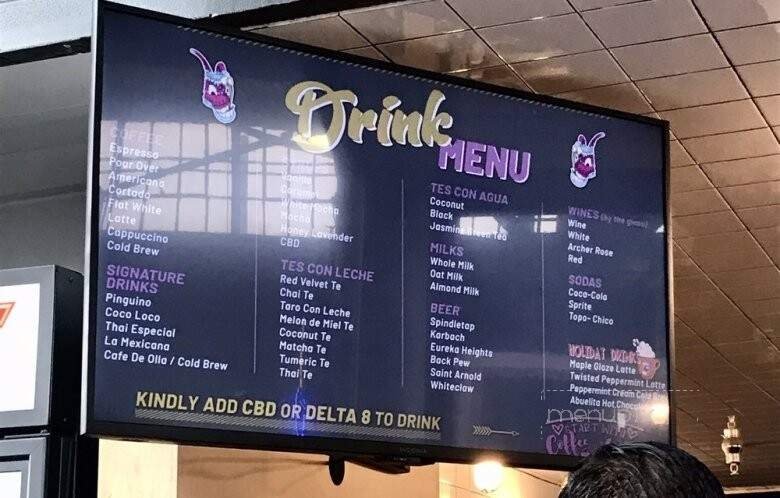 Drink
MENU
COFFEE
Espresso
Pour Over
Americano
Cortado
Flat White
Latte
Cappuccino
Cold Brew
SIGNATURE
DRINKS
Pinguino
Coco Loco
Thai Especial
La Mexicana
Cafe De Olla / Cold Brew
Vanilla
Caramel
White Mocha
Mocha
Honey Lavender
CBD
TES CON LECHE
Red Velvet Te
Chai Te
Taro Con Leche
Melon de Miel Te
Coconut Te
Matcha Te
Tumeric Te
Thai Te
TES CON AGUA
Coconut
Black
Jasmine Green Tea
MILKS
Whole Milk
Oat Milk
Almond Milk
BEER
Spindletap
Karbach
Eureka Heights
Back Pew
Saint Arnold
Whiteclaw
WINES (by the glass)
Wine
White
Archer Rose
Red
SODAS
Coca-Cola
Sprite
Topo-Chico
HOLIDAY DRINKS
Maple Glaze Latte
Twisted Peppermint Latte
Peppermint Cream Cold
Abuelita Hot Chocolate
KINDLY ADD CBD OR DELTA 8 TO DRINK
menu
START WITH
Coffee